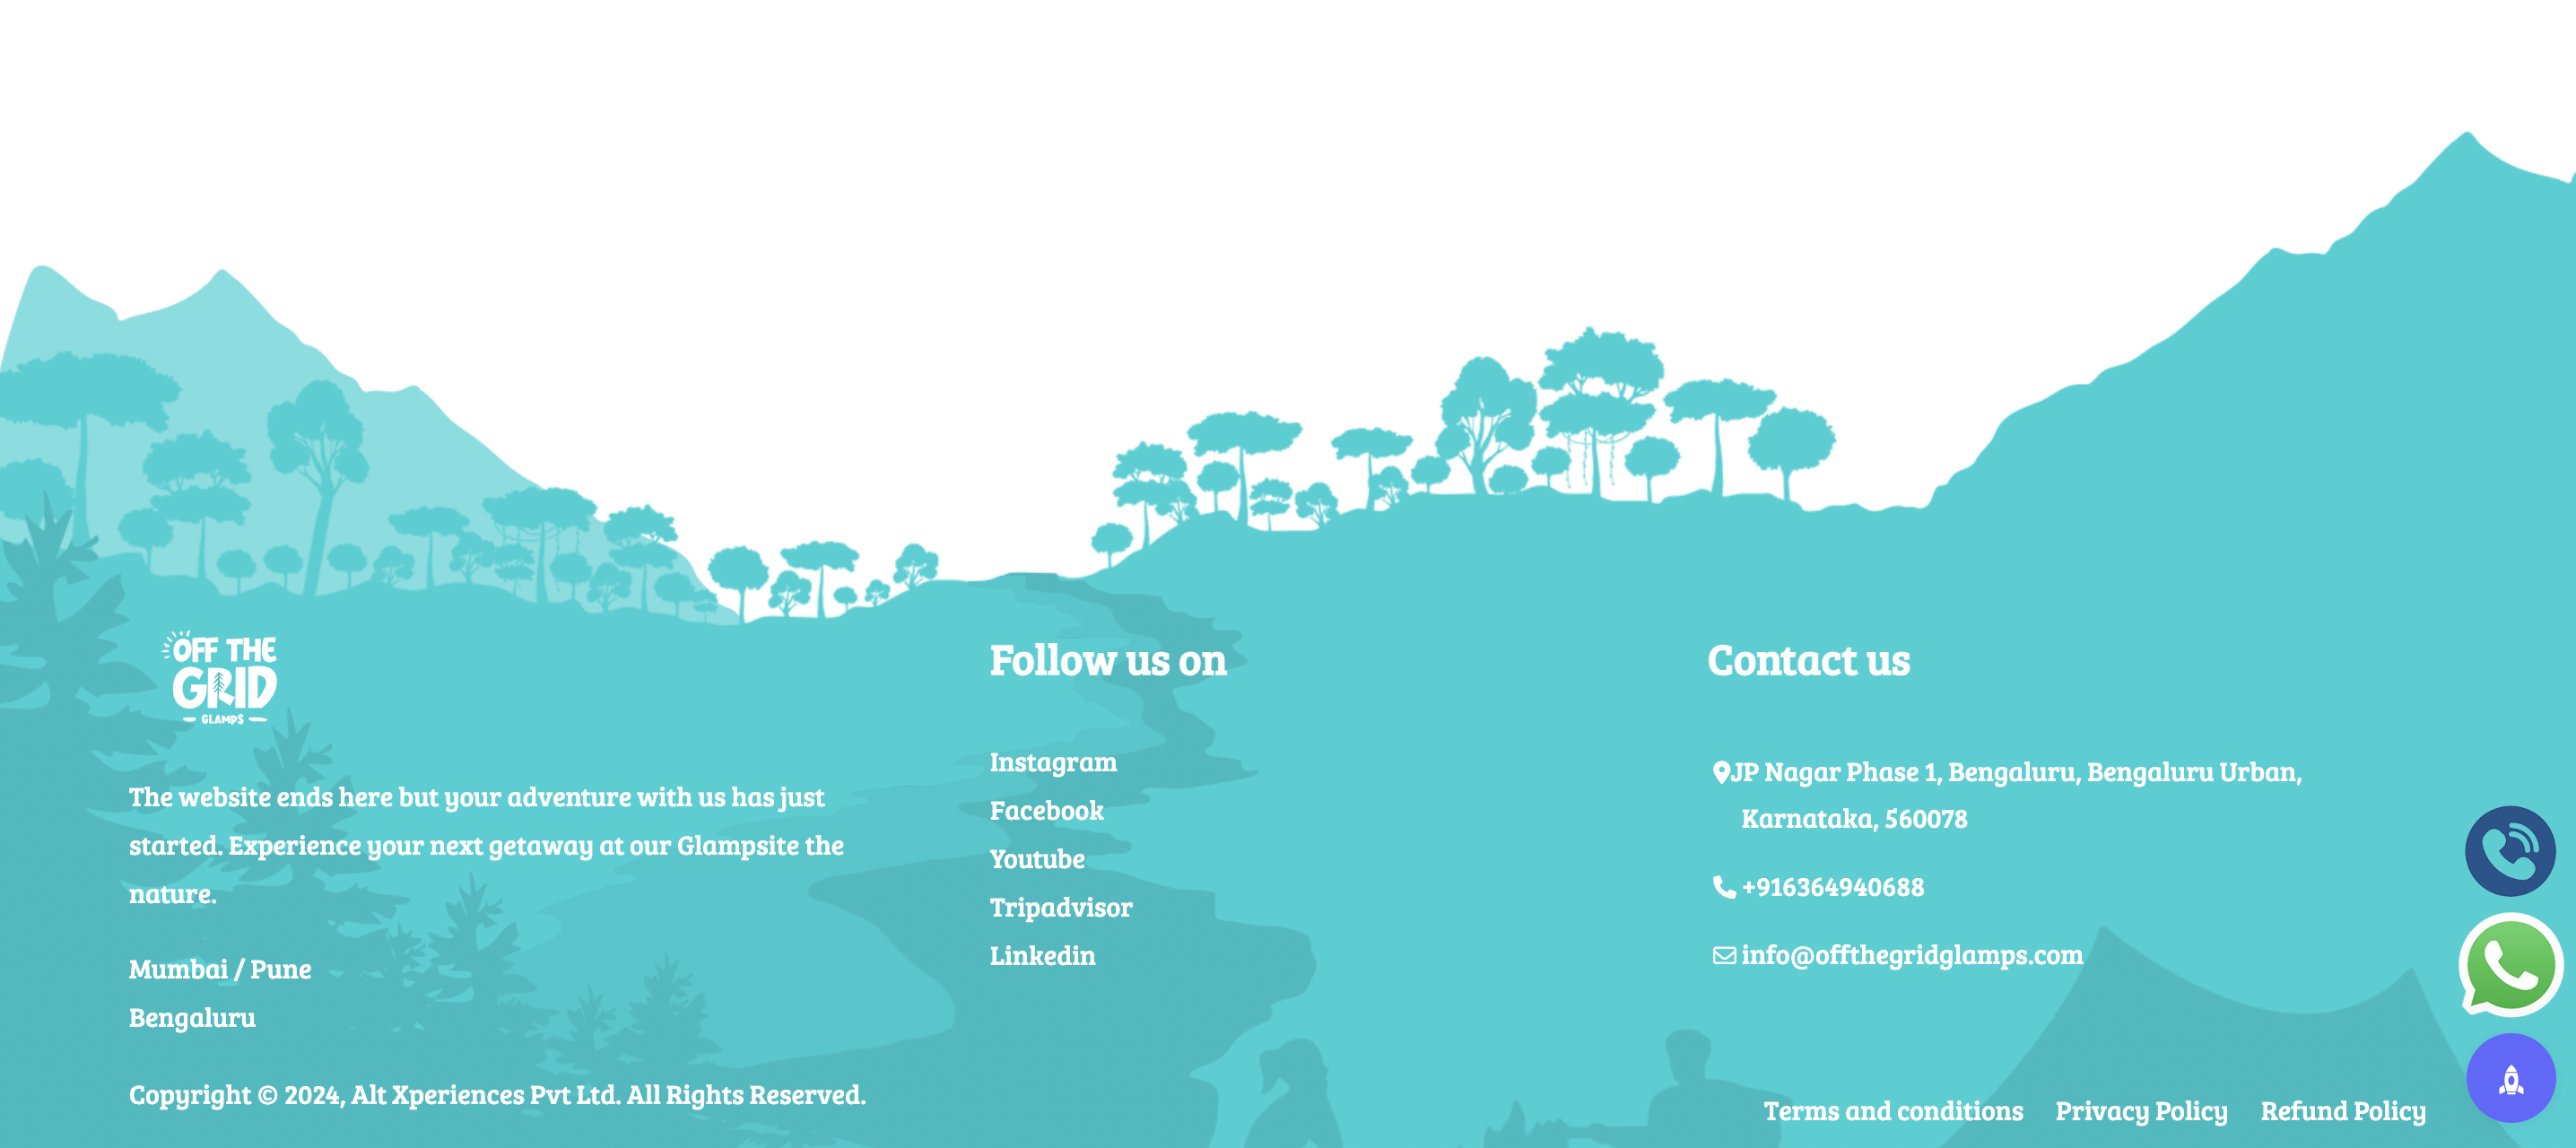 OFF THE
GRID
GLAMPS
The website ends here but your adventure with us has just
started. Experience your next getaway at our Glampsite the
nature.
Mumbai / Pune
Bengaluru
Copyright © 2024, Alt Xperiences Pvt Ltd. All Rights Reserved.
Follow us on
Instagram
Facebook
Youtube
Tripadvisor
Linkedin
Contact us
JP Nagar Phase 1, Bengaluru, Bengaluru Urban,
Karnataka, 560078
+916364940688
info@offthegridglamps.com
Terms and conditions Privacy Policy Refund Policy